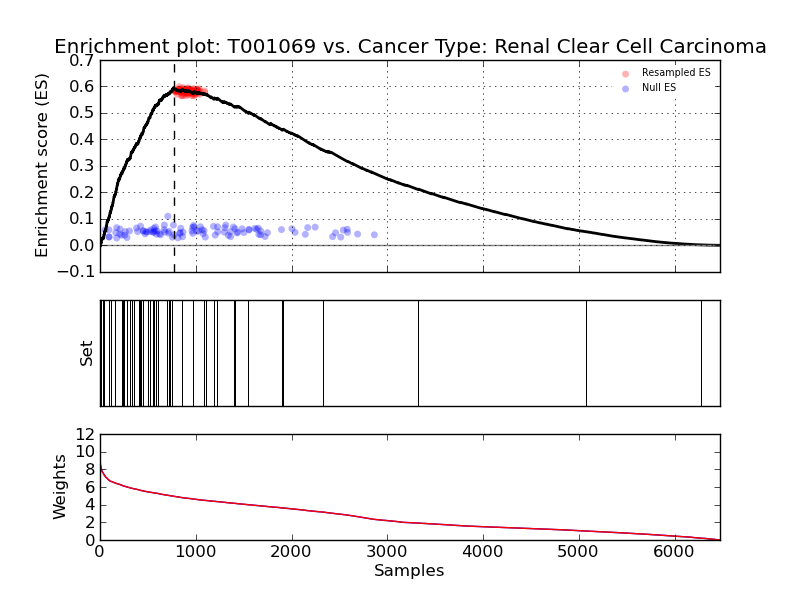 Enrichment plot: T001069 vs. Cancer Type: Renal Clear Cell Carcinoma
0.7
0.6
0.5
0.4
0.3
0.2
0.1
0.0
−0.1
Enrichment score (ES)
Resampled ES
Null ES
Set
12
10
8
6
4
2
0
Weights
0 1000 2000 3000 4000 5000 6000
Samples